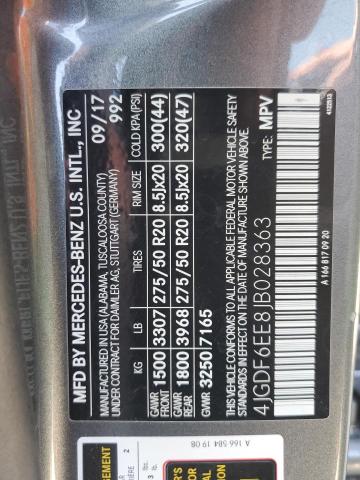 MFD BY MERCEDES-BENZ U.S. INTL., INC
MANUFACTURED IN USA (ALABAMA, TUSCALOOSA COUNTY) 09/17
CONSTRUCTED FOR DAIMLER AG, STUTTGART (GERMANY) 992
KG LB TIRES RIM SIZE COLD KPA (PSI)
GAWR FRONT 1500 3307 275/50 R20 8.5Jx20 300(44)
GAWR REAR 1800 3968 275/50 R20 8.5Jx20 320(47)
GVWR 3250 7165
THIS VEHICLE CONFORMS TO ALL APPLICABLE FEDERAL MOTOR VEHICLE SAFETY
STANDARDS IN EFFECT ON THE DATE OF MANUFACTURE SHOWN ABOVE.
4JGDF6EE8JB028363 TYPE: MPV
A 166 817 09 20
4122513
A 166 584 19 08
2